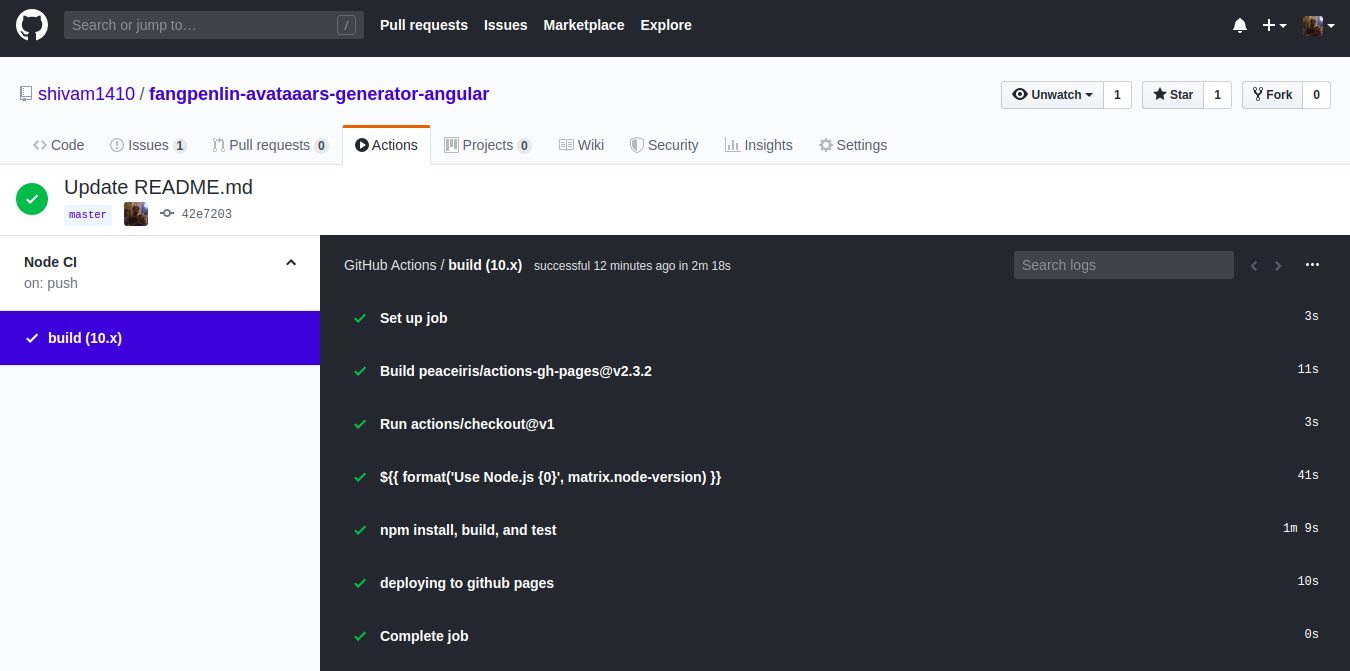 Search or jump to… / Pull requests Issues Marketplace Explore
shivam1410 / fangpenlin-avataaars-generator-angular Unwatch 1 Star 1 Fork 0
Code Issues 1 Pull requests 0 Actions Projects 0 Wiki Security Insights Settings
Update README.md
master 42e7203
Node CI
on: push
build (10.x)
GitHub Actions / build (10.x) successful 12 minutes ago in 2m 18s Search logs
Set up job 3s
Build peaceiris/actions-gh-pages@v2.3.2 11s
Run actions/checkout@v1 3s
${{ format('Use Node.js {0}', matrix.node-version) }} 41s
npm install, build, and test 1m 9s
deploying to github pages 10s
Complete job 0s